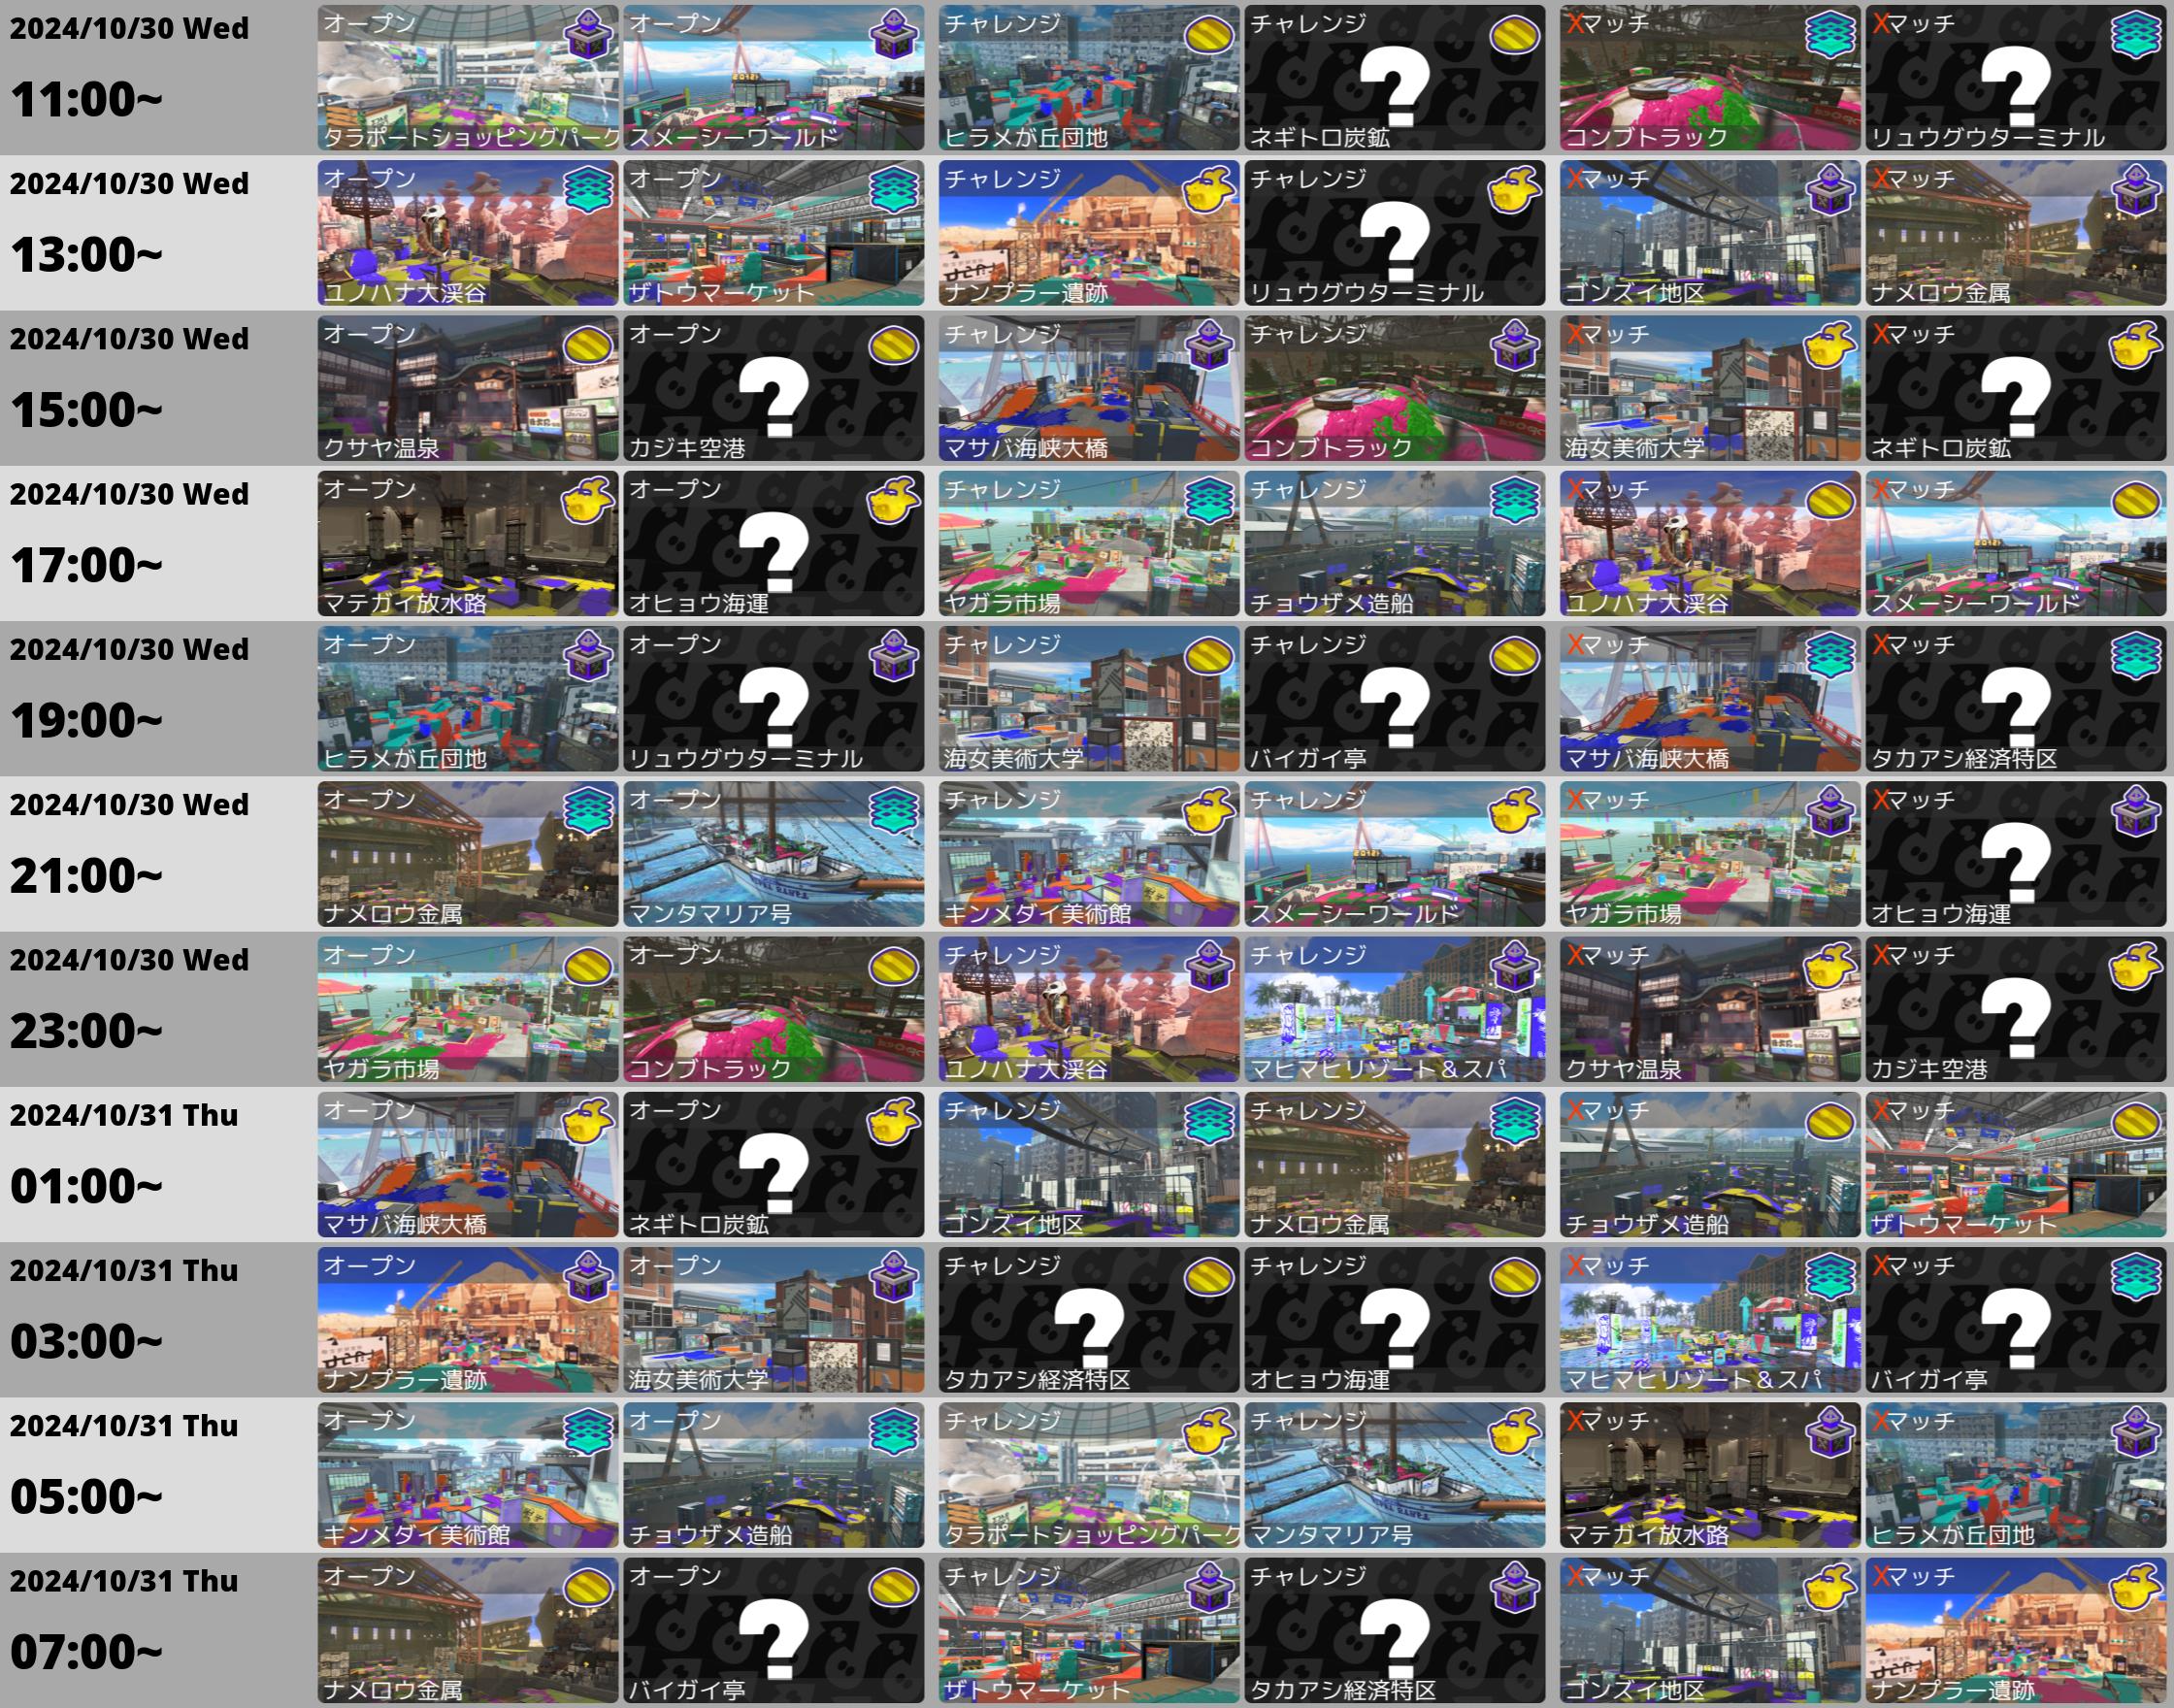 2024/10/30 Wed
11:00~
オープン
タラポートショッピングパーク
オープン
スメーシーワールド
チャレンジ
ヒラメが丘団地
チャレンジ
ネギトロ炭鉱
Xマッチ
コンブトラック
Xマッチ
リュウグウターミナル
2024/10/30 Wed
13:00~
オープン
ユノハナ大渓谷
オープン
ザトウマーケット
チャレンジ
ナンプラー遺跡
チャレンジ
リュウグウターミナル
Xマッチ
ゴンズイ地区
Xマッチ
ナメロウ金属
2024/10/30 Wed
15:00~
オープン
クサヤ温泉
オープン
カジキ空港
チャレンジ
マサバ海峡大橋
チャレンジ
コンブトラック
Xマッチ
海女美術大学
Xマッチ
ネギトロ炭鉱
2024/10/30 Wed
17:00~
オープン
マテガイ放水路
オープン
オヒョウ海運
チャレンジ
ヤガラ市場
チャレンジ
チョウザメ造船
Xマッチ
ユノハナ大渓谷
Xマッチ
スメーシーワールド
2024/10/30 Wed
19:00~
オープン
ヒラメが丘団地
オープン
リュウグウターミナル
チャレンジ
海女美術大学
チャレンジ
バイガイ亭
Xマッチ
マサバ海峡大橋
Xマッチ
タカアシ経済特区
2024/10/30 Wed
21:00~
オープン
ナメロウ金属
オープン
マンタマリア号
チャレンジ
キンメダイ美術館
チャレンジ
スメーシーワールド
Xマッチ
ヤガラ市場
Xマッチ
オヒョウ海運
2024/10/30 Wed
23:00~
オープン
ヤガラ市場
オープン
コンブトラック
チャレンジ
ユノハナ大渓谷
チャレンジ
マヒマヒリゾート＆スパ
Xマッチ
クサヤ温泉
Xマッチ
カジキ空港
2024/10/31 Thu
01:00~
オープン
マサバ海峡大橋
オープン
ネギトロ炭鉱
チャレンジ
ゴンズイ地区
チャレンジ
ナメロウ金属
Xマッチ
チョウザメ造船
Xマッチ
ザトウマーケット
2024/10/31 Thu
03:00~
オープン
ナンプラー遺跡
オープン
海女美術大学
チャレンジ
タカアシ経済特区
チャレンジ
オヒョウ海運
Xマッチ
マヒマヒリゾート＆スパ
Xマッチ
バイガイ亭
2024/10/31 Thu
05:00~
オープン
キンメダイ美術館
オープン
チョウザメ造船
チャレンジ
タラポートショッピングパーク
チャレンジ
マンタマリア号
Xマッチ
マテガイ放水路
Xマッチ
ヒラメが丘団地
2024/10/31 Thu
07:00~
オープン
ナメロウ金属
オープン
バイガイ亭
チャレンジ
ザトウマーケット
チャレンジ
タカアシ経済特区
Xマッチ
ゴンズイ地区
Xマッチ
ナンプラー遺跡